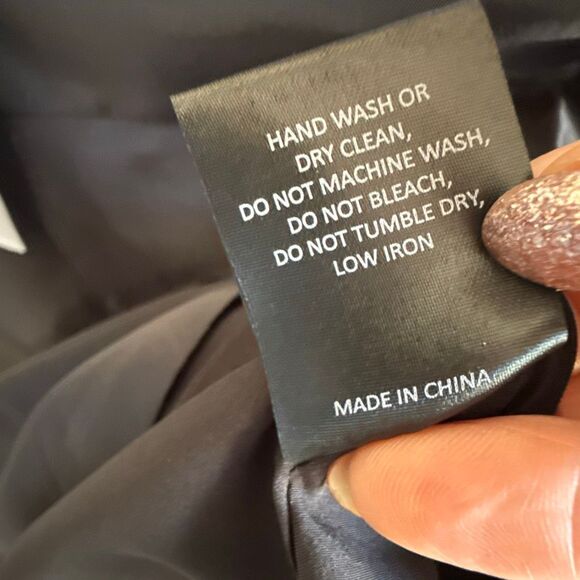 HAND WASH OR
DRY CLEAN,
DO NOT MACHINE WASH,
DO NOT BLEACH,
DO NOT TUMBLE DRY,
LOW IRON
MADE IN CHINA